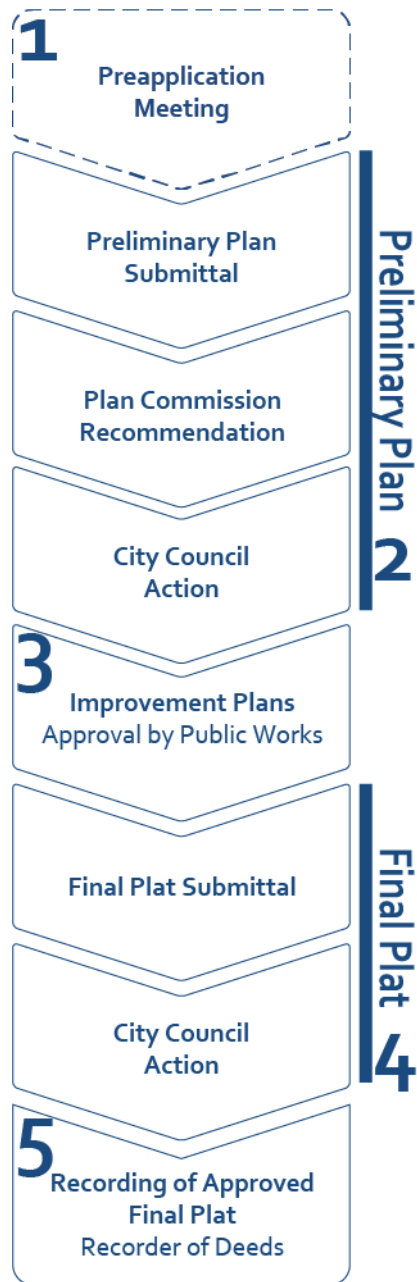 1
Preapplication
Meeting
Preliminary Plan
Submittal
Plan Commission
Recommendation
City Council
Action
Preliminary Plan
2
3
Improvement Plans
Approval by Public Works
Final Plat Submittal
City Council
Action
Final Plat
4
5
Recording of Approved
Final Plat
Recorder of Deeds